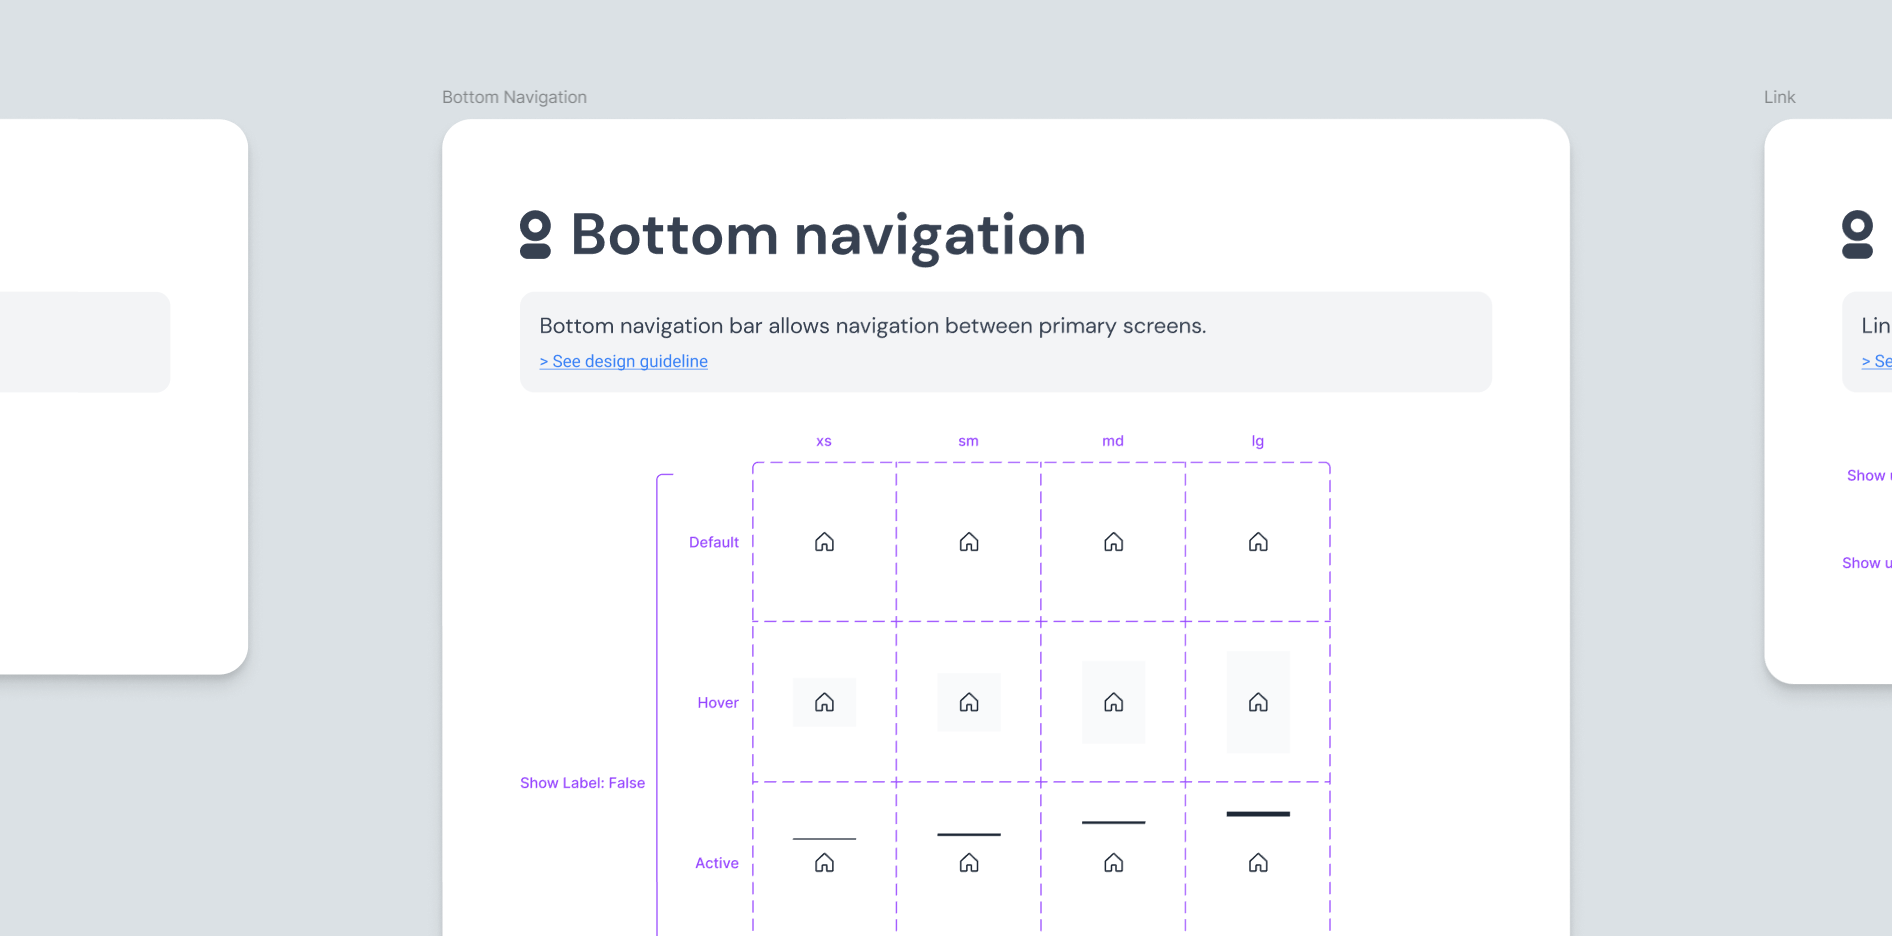 Bottom Navigation
Link
Bottom navigation
Bottom navigation bar allows navigation between primary screens.
> See design guideline
Lin
> Se
xs sm md lg
Show u
Default
Show u
Hover
Show Label: False
Active